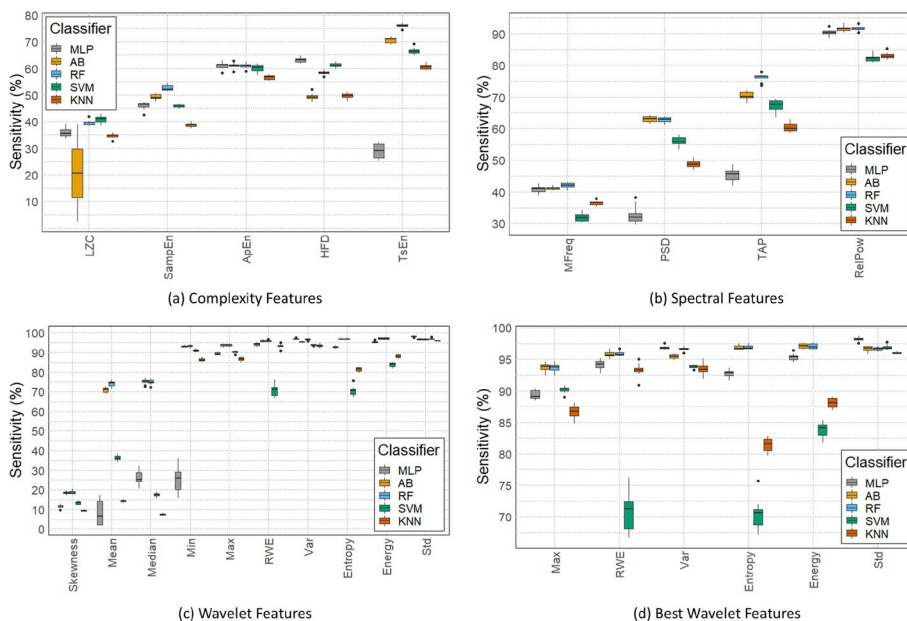 80
70
60
50
40
30
20
10
Sensitivity (%)
Classifier
MLP
AB
RF
SVM
KNN
LZC
SampEn
ApEn
HFD
TsEn
(a) Complexity Features
90
80
70
60
50
40
30
Sensitivity (%)
Classifier
MLP
AB
RF
SVM
KNN
MFreq
PSD
TAP
RelPow
(b) Spectral Features
100
90
80
70
60
50
40
30
20
10
0
Sensitivity (%)
Classifier
MLP
AB
RF
SVM
KNN
Skewness
Mean
Median
Min
Max
RWE
Var
Entropy
Energy
Std
(c) Wavelet Features
100
95
90
85
80
75
70
Sensitivity (%)
Classifier
MLP
AB
RF
SVM
KNN
Max
RWE
Var
Entropy
Energy
Std
(d) Best Wavelet Features